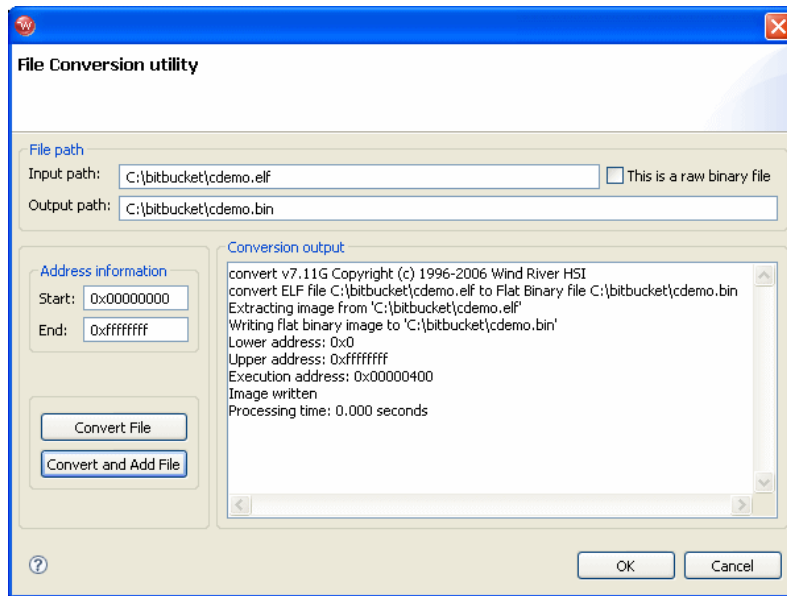 File Conversion utility
File path
Input path: C:\bitbucket\cdemo.elf This is a raw binary file
Output path: C:\bitbucket\cdemo.bin
Address information
Start: 0x00000000
End: 0xffffffff
Convert File
Convert and Add File
Conversion output
convert v7.11G Copyright (c) 1996-2006 Wind River HSI
convert ELF file C:\bitbucket\cdemo.elf to Flat Binary file C:\bitbucket\cdemo.bin
Extracting image from 'C:\bitbucket\cdemo.elf'
Writing flat binary image to 'C:\bitbucket\cdemo.bin'
Lower address: 0x0
Upper address: 0xffffffff
Execution address: 0x00000400
Image written
Processing time: 0.000 seconds
OK Cancel